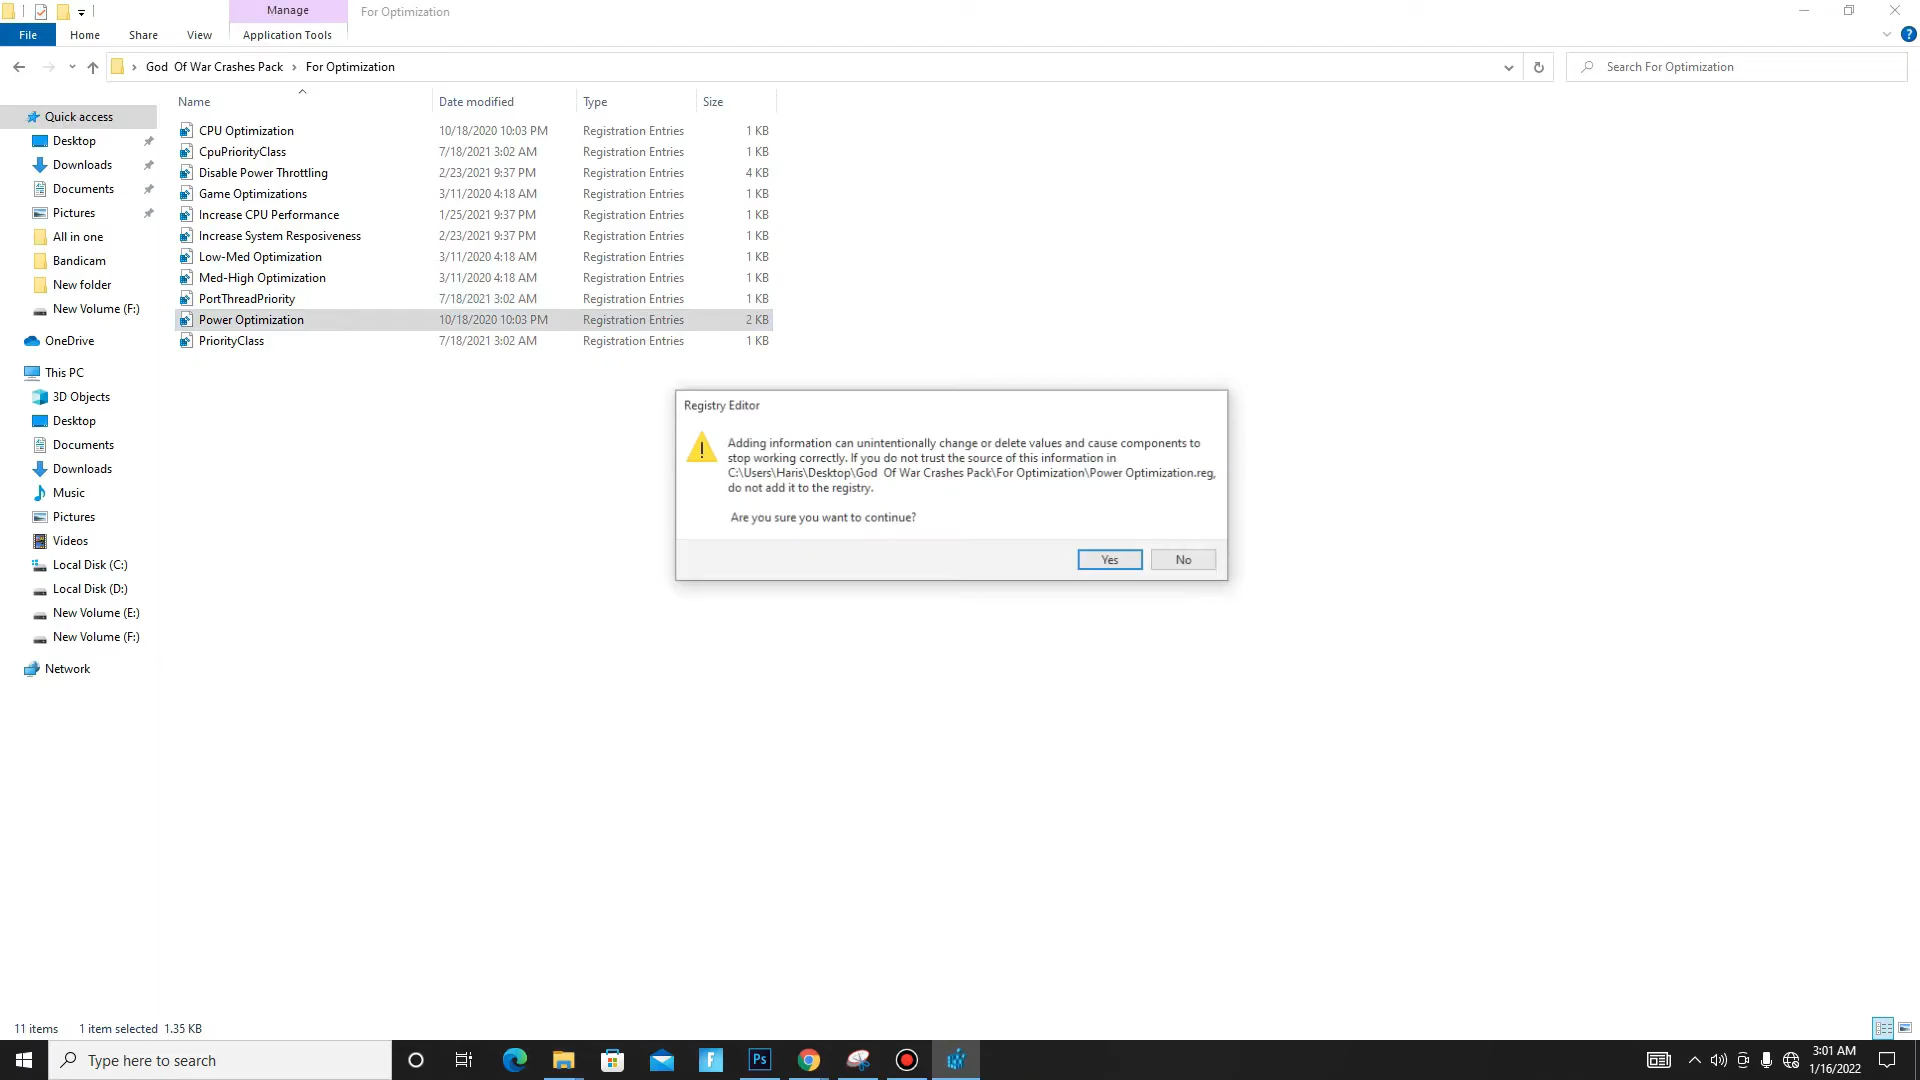 Manage
For Optimization
File
Home
Share
View
Application Tools
God  Of War Crashes Pack
For Optimization
Search For Optimization
Name
Date modified
Type
Size
Quick access
Desktop
Downloads
Documents
Pictures
All in one
Bandicam
New folder
New Volume (F:)
OneDrive
This PC
3D Objects
Desktop
Documents
Downloads
Music
Pictures
Videos
Local Disk (C:)
Local Disk (D:)
New Volume (E:)
New Volume (F:)
Network
CPU Optimization 10/18/2020 10:03 PM Registration Entries 1 KB
CpuPriorityClass 7/18/2021 3:02 AM Registration Entries 1 KB
Disable Power Throttling 2/23/2021 9:37 PM Registration Entries 4 KB
Game Optimizations 3/11/2020 4:18 AM Registration Entries 1 KB
Increase CPU Performance 1/25/2021 9:37 PM Registration Entries 1 KB
Increase System Resposiveness 2/23/2021 9:37 PM Registration Entries 1 KB
Low-Med Optimization 3/11/2020 4:18 AM Registration Entries 1 KB
Med-High Optimization 3/11/2020 4:18 AM Registration Entries 1 KB
PortThreadPriority 7/18/2021 3:02 AM Registration Entries 1 KB
Power Optimization 10/18/2020 10:03 PM Registration Entries 2 KB
PriorityClass 7/18/2021 3:02 AM Registration Entries 1 KB
Registry Editor
Adding information can unintentionally change or delete values and cause components to
stop working correctly. If you do not trust the source of this information in
C:\Users\Haris\Desktop\God  Of War Crashes Pack\For Optimization\Power Optimization.reg,
do not add it to the registry.
Are you sure you want to continue?
Yes
No
11 items
1 item selected  1.35 KB
Type here to search
Ps
3:01 AM
1/16/2022